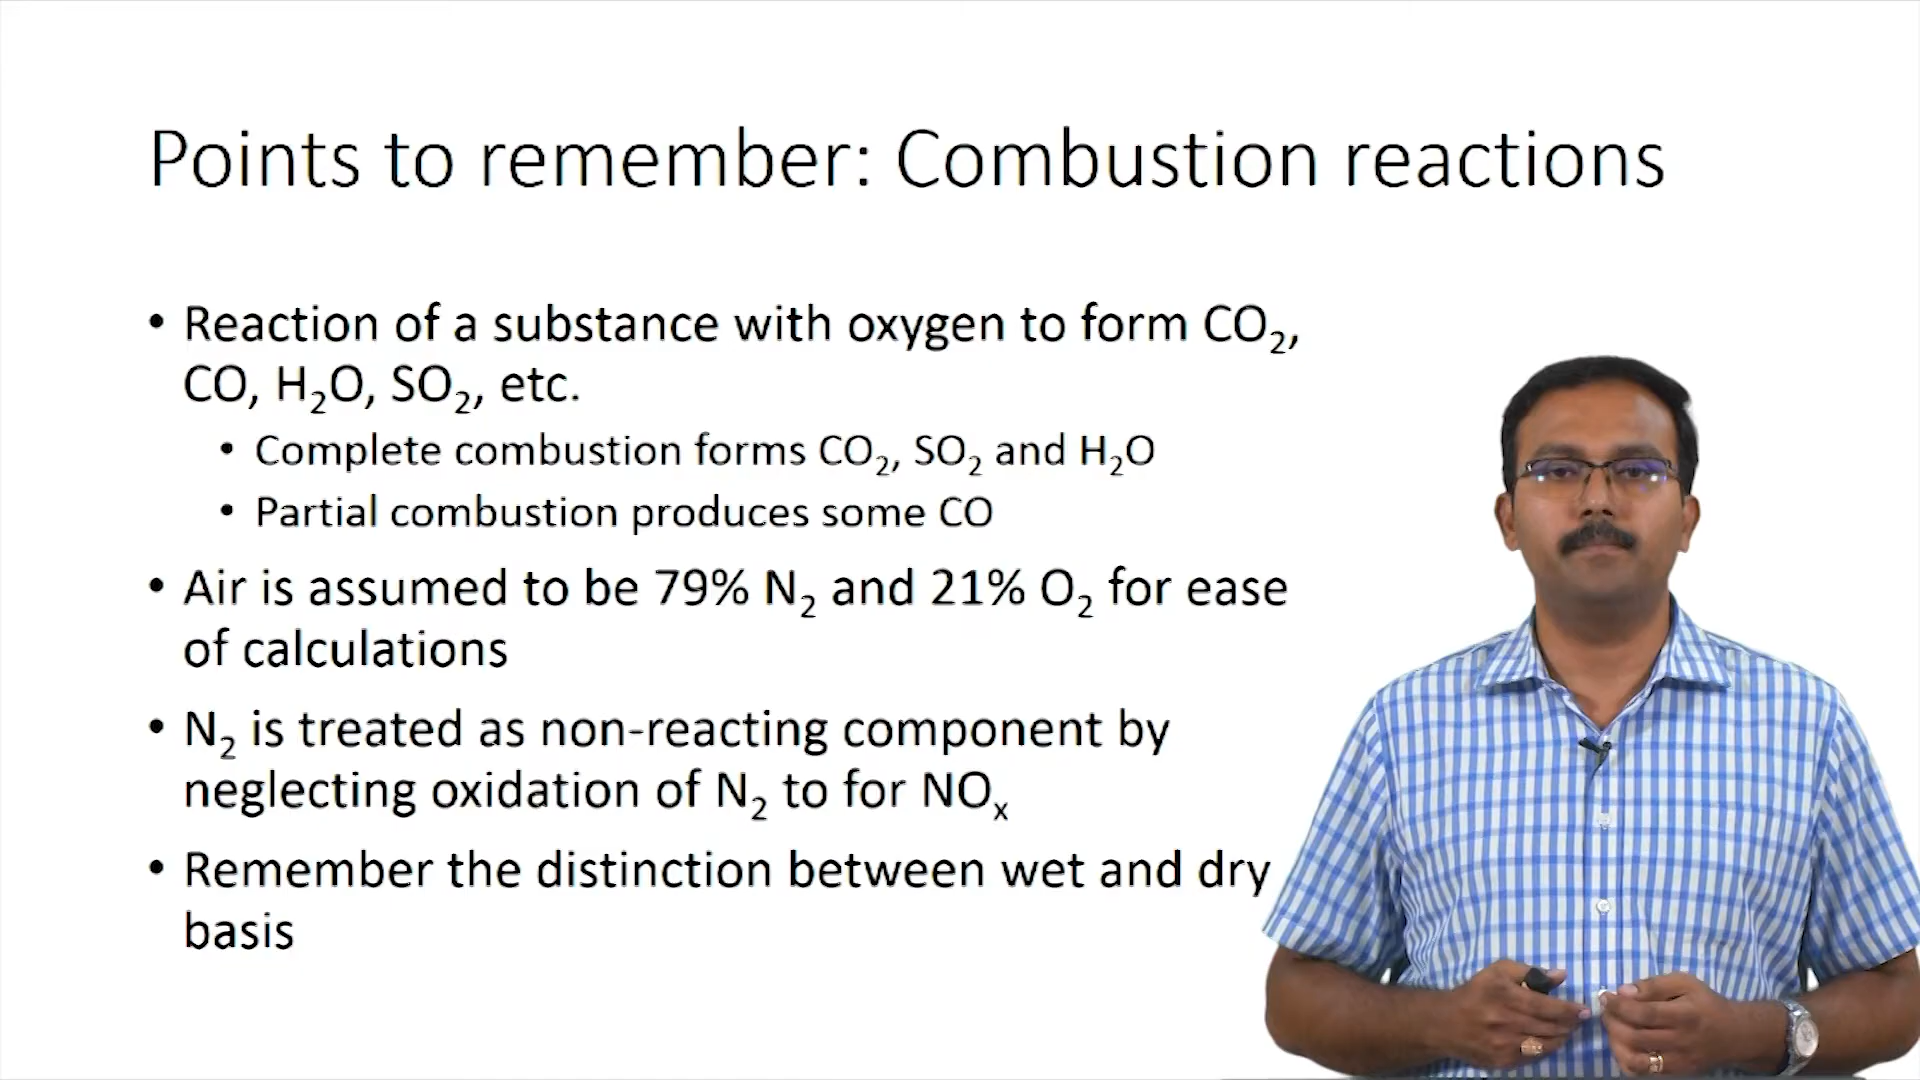 Points to remember: Combustion reactions
• Reaction of a substance with oxygen to form CO₂,
CO, H₂O, SO₂, etc.
• Complete combustion forms CO₂, SO₂ and H₂O
• Partial combustion produces some CO
• Air is assumed to be 79% N₂ and 21% O₂ for ease
of calculations
• N₂ is treated as non-reacting component by
neglecting oxidation of N₂ to for NOₓ
• Remember the distinction between wet and dry
basis